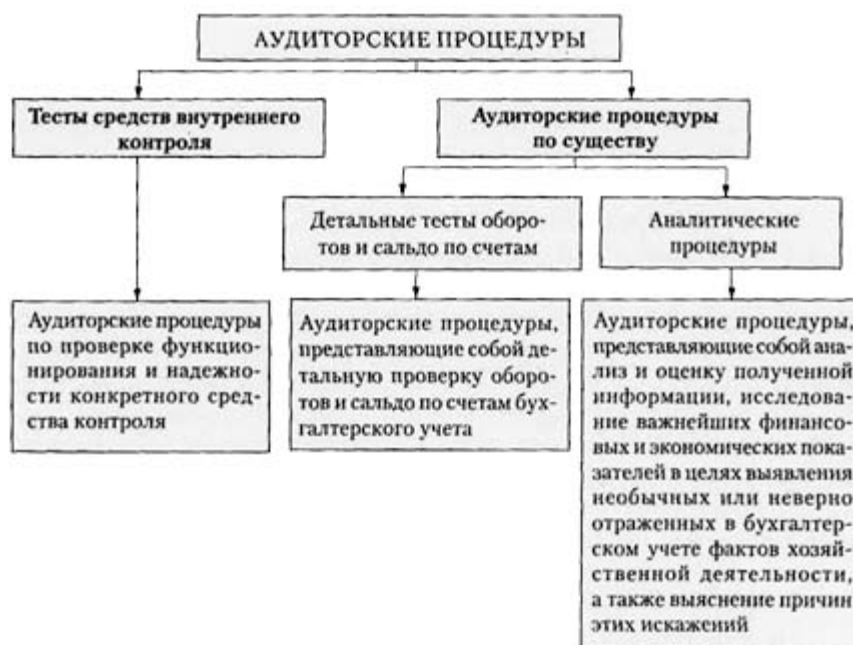 АУДИТОРСКИЕ ПРОЦЕДУРЫ
Тесты средств внутреннего
контроля
Аудиторские процедуры
по существу
Детальные тесты оборо-
тов и сальдо по счетам
Аналитические
процедуры
Аудиторские процедуры
по проверке функцио-
нирования и надежно-
сти конкретного сред-
ства контроля
Аудиторские процедуры,
представляющие собой де-
тальную проверку оборо-
тов и сальдо по счетам бух-
галтерского учета
Аудиторские процедуры,
представляющие собой ана-
лиз и оценку полученной
информации, исследова-
ние важнейших финансо-
вых и экономических пока-
зателей в целях выявления
необычных или неверно
отраженных в бухгалтер-
ском учете фактов хозяй-
ственной деятельности,
а также выяснение причин
этих искажений